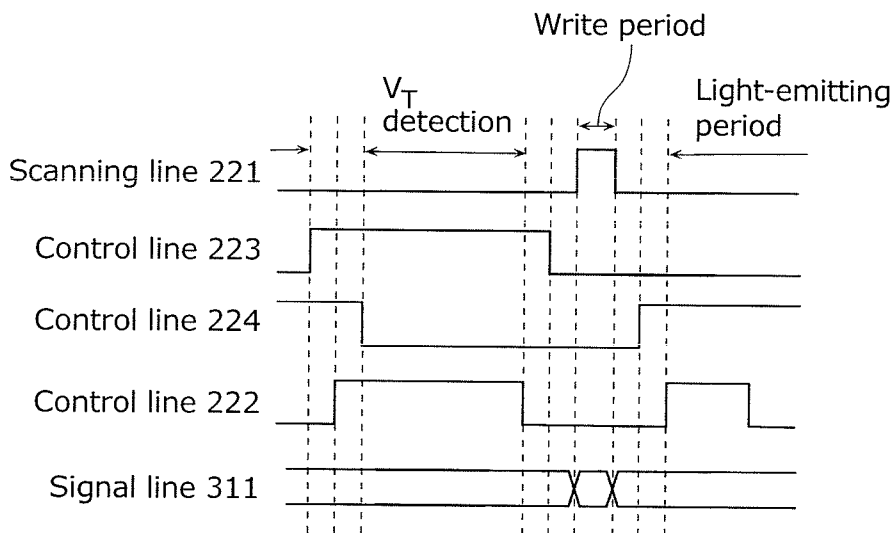 Write period
V_T
detection
Light-emitting
period
Scanning line 221
Control line 223
Control line 224
Control line 222
Signal line 311